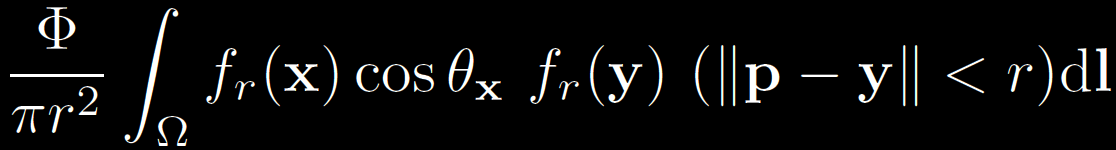 Φ/(πr²) ∫_Ω f_r(𝐱) cos θ_𝐱 f_r(𝐲) (‖𝐩 − 𝐲‖ < r)d𝐥